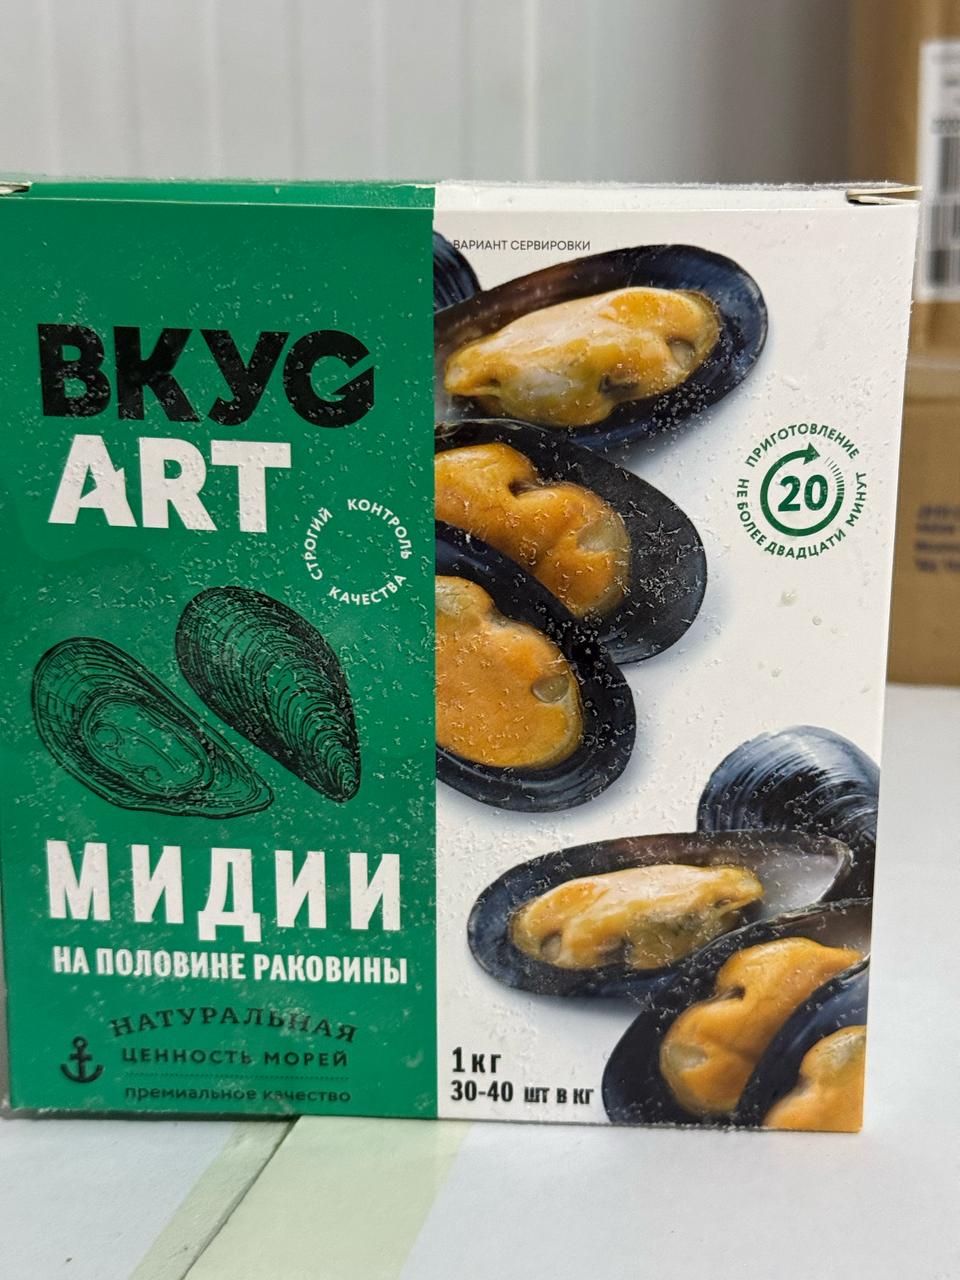 ВКУС
ART
СТРОГИЙ КОНТРОЛЬ КАЧЕСТВА
МИДИИ
НА ПОЛОВИНЕ РАКОВИНЫ
НАТУРАЛЬНАЯ
ЦЕННОСТЬ МОРЕЙ
премиальное качество
ВАРИАНТ СЕРВИРОВКИ
ПРИГОТОВЛЕНИЕ
20
НЕ БОЛЕЕ ДВАДЦАТИ МИНУТ
1 кг
30-40 шт в кг